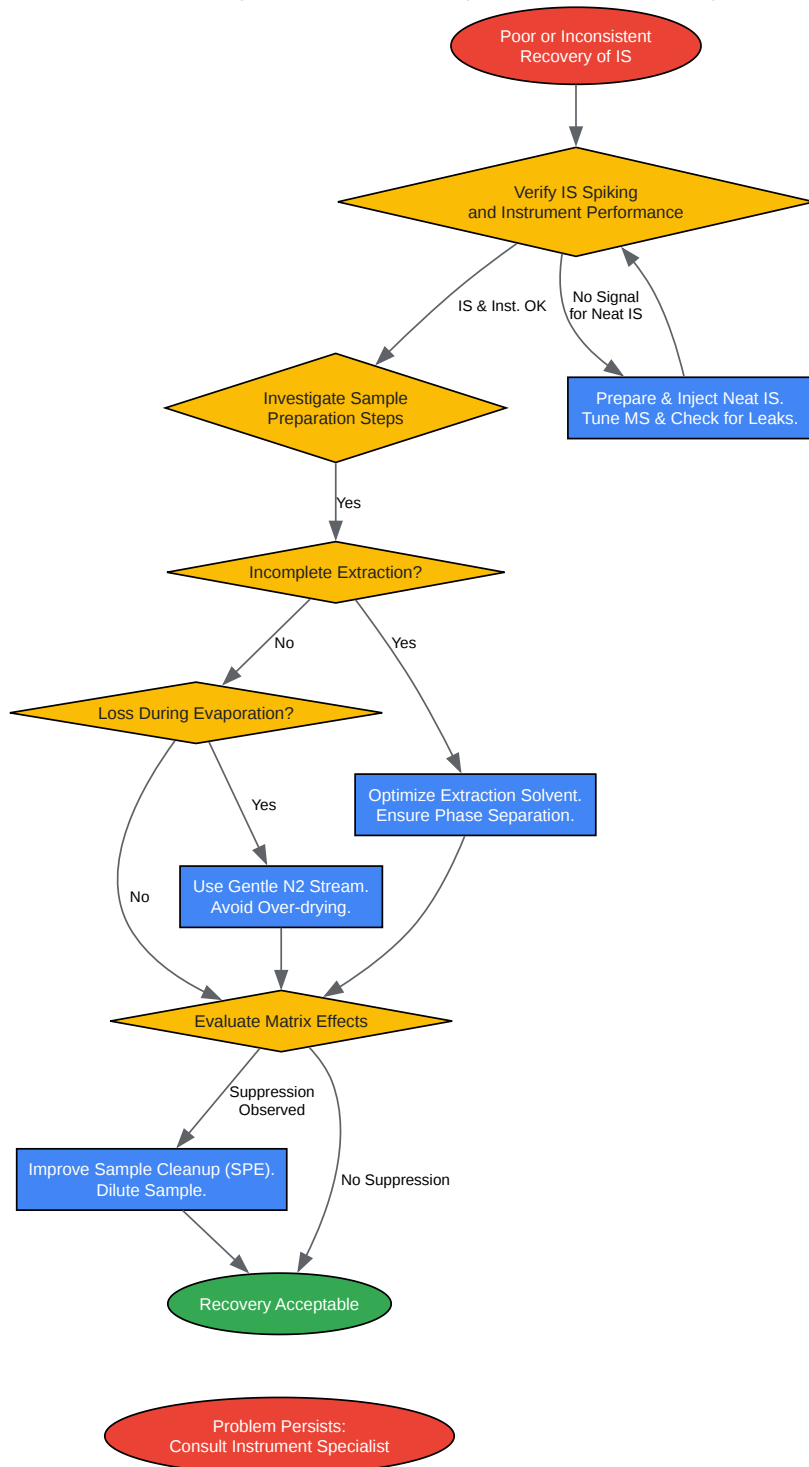 Poor or Inconsistent
Recovery of IS
Verify IS Spiking
and Instrument Performance
IS & Inst. OK
No Signal
for Neat IS
Investigate Sample
Preparation Steps
Prepare & Inject Neat IS.
Tune MS & Check for Leaks.
Yes
Incomplete Extraction?
No
Yes
Loss During Evaporation?
Optimize Extraction Solvent.
Ensure Phase Separation.
Yes
Use Gentle N2 Stream.
Avoid Over-drying.
No
Evaluate Matrix Effects
Suppression
Observed
Improve Sample Cleanup (SPE).
Dilute Sample.
No Suppression
Recovery Acceptable
Problem Persists:
Consult Instrument Specialist